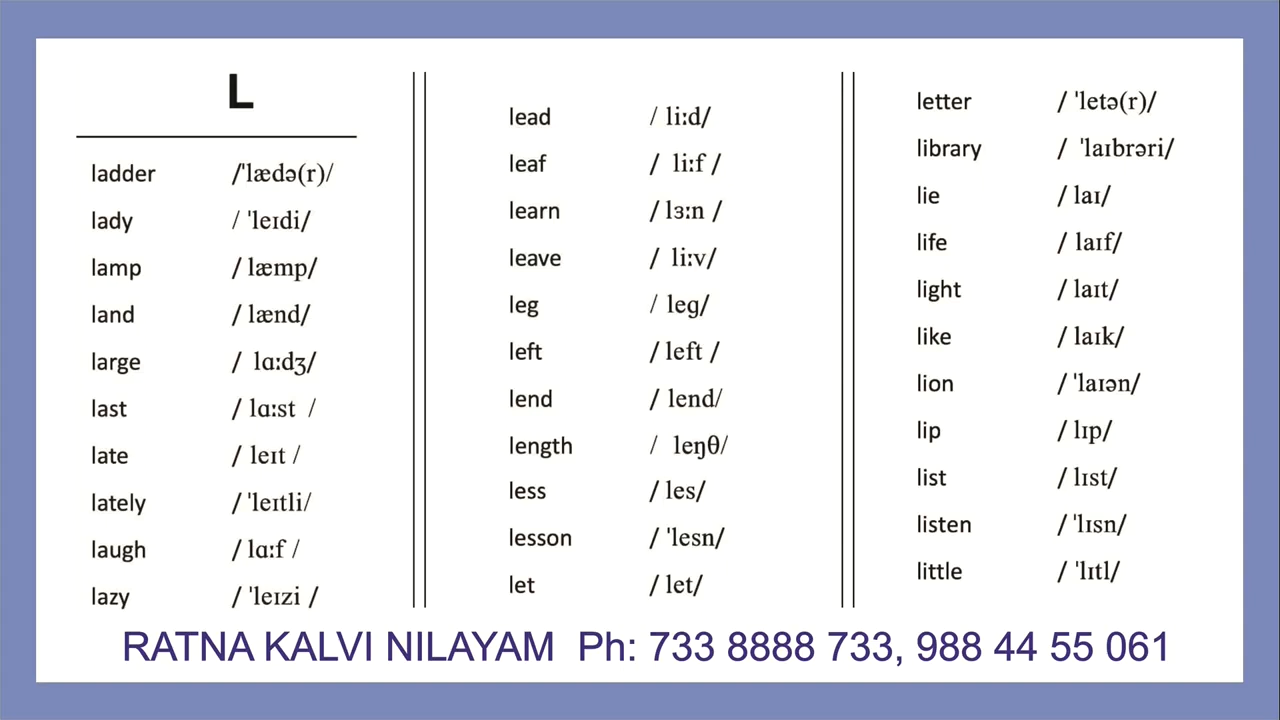 L
ladder /ˈlædə(r)/
lady / ˈleɪdi/
lamp / læmp/
land / lænd/
large / lɑːdʒ/
last / lɑːst /
late / leɪt /
lately / ˈleɪtli/
laugh / lɑːf /
lazy / ˈleɪzi /
lead / liːd/
leaf / liːf /
learn / lɜːn /
leave / liːv/
leg / leɡ/
left / left /
lend / lend/
length / leŋθ/
less / les/
lesson / ˈlesn/
let / let/
letter / ˈletə(r)/
library / ˈlaɪbrəri/
lie / laɪ/
life / laɪf/
light / laɪt/
like / laɪk/
lion / ˈlaɪən/
lip / lɪp/
list / lɪst/
listen / ˈlɪsn/
little / ˈlɪtl/
RATNA KALVI NILAYAM Ph: 733 8888 733, 988 44 55 061